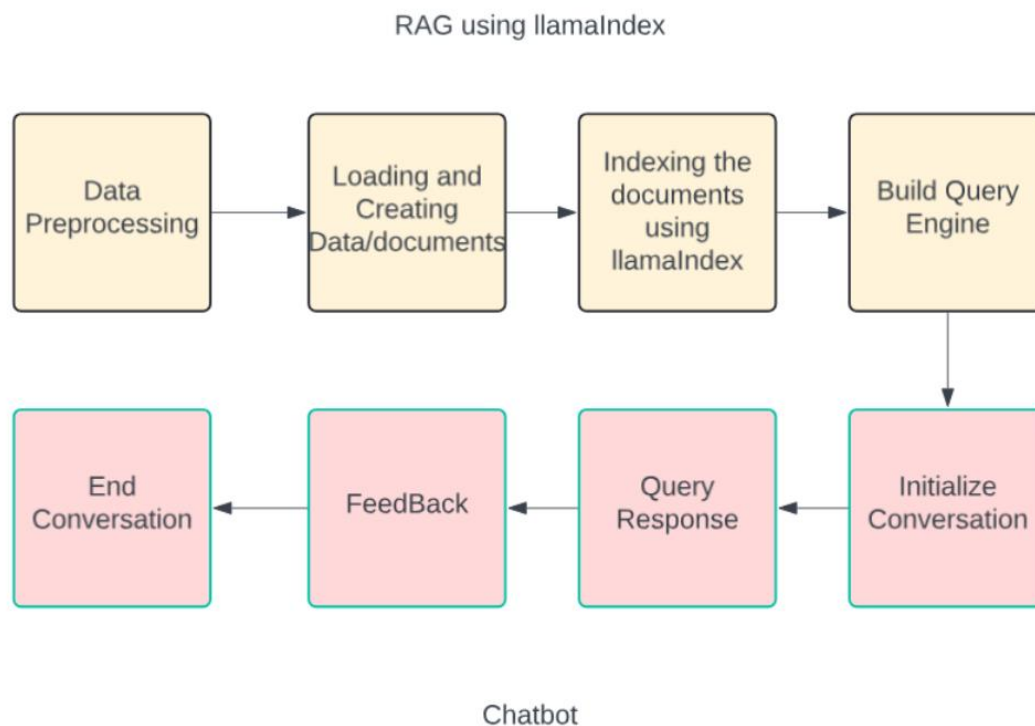 RAG using llamaIndex
Data
Preprocessing
Loading and
Creating
Data/documents
Indexing the
documents
using
llamaIndex
Build Query
Engine
End
Conversation
FeedBack
Query
Response
Initialize
Conversation
Chatbot